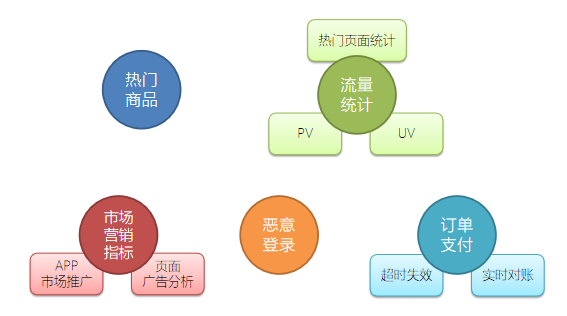 热门
商品
热门页面统计
流量
统计
PV
UV
市场
营销
指标
APP
市场推广
页面
广告分析
恶意
登录
订单
支付
超时失效
实时对账